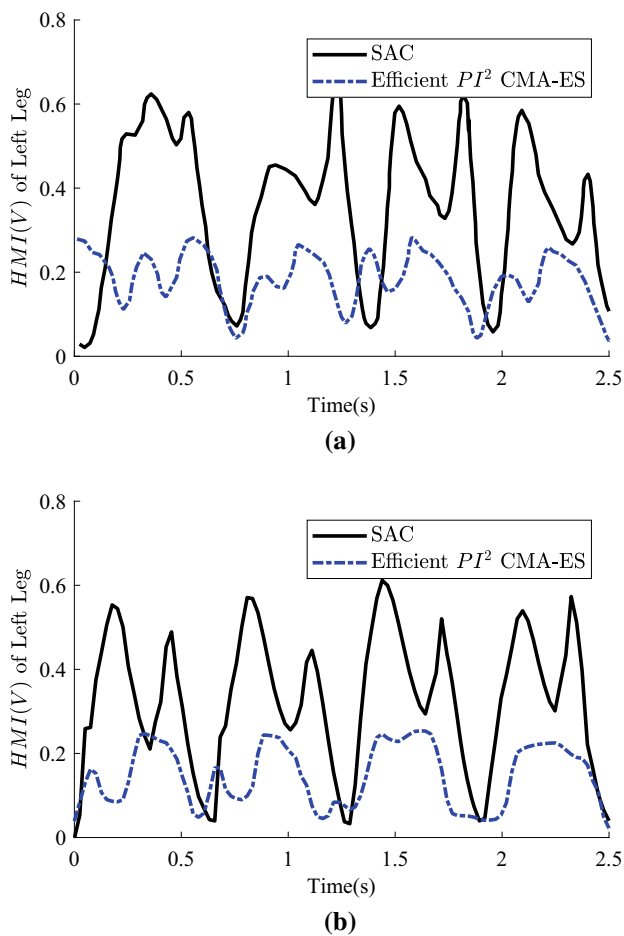 0.8
SAC
Efficient PI² CMA-ES
0.6
0.4
0.2
0
HMI(V) of Left Leg
0 0.5 1 1.5 2 2.5
Time(s)
(a)
0.8
SAC
Efficient PI² CMA-ES
0.6
0.4
0.2
0
HMI(V) of Left Leg
0 0.5 1 1.5 2 2.5
Time(s)
(b)